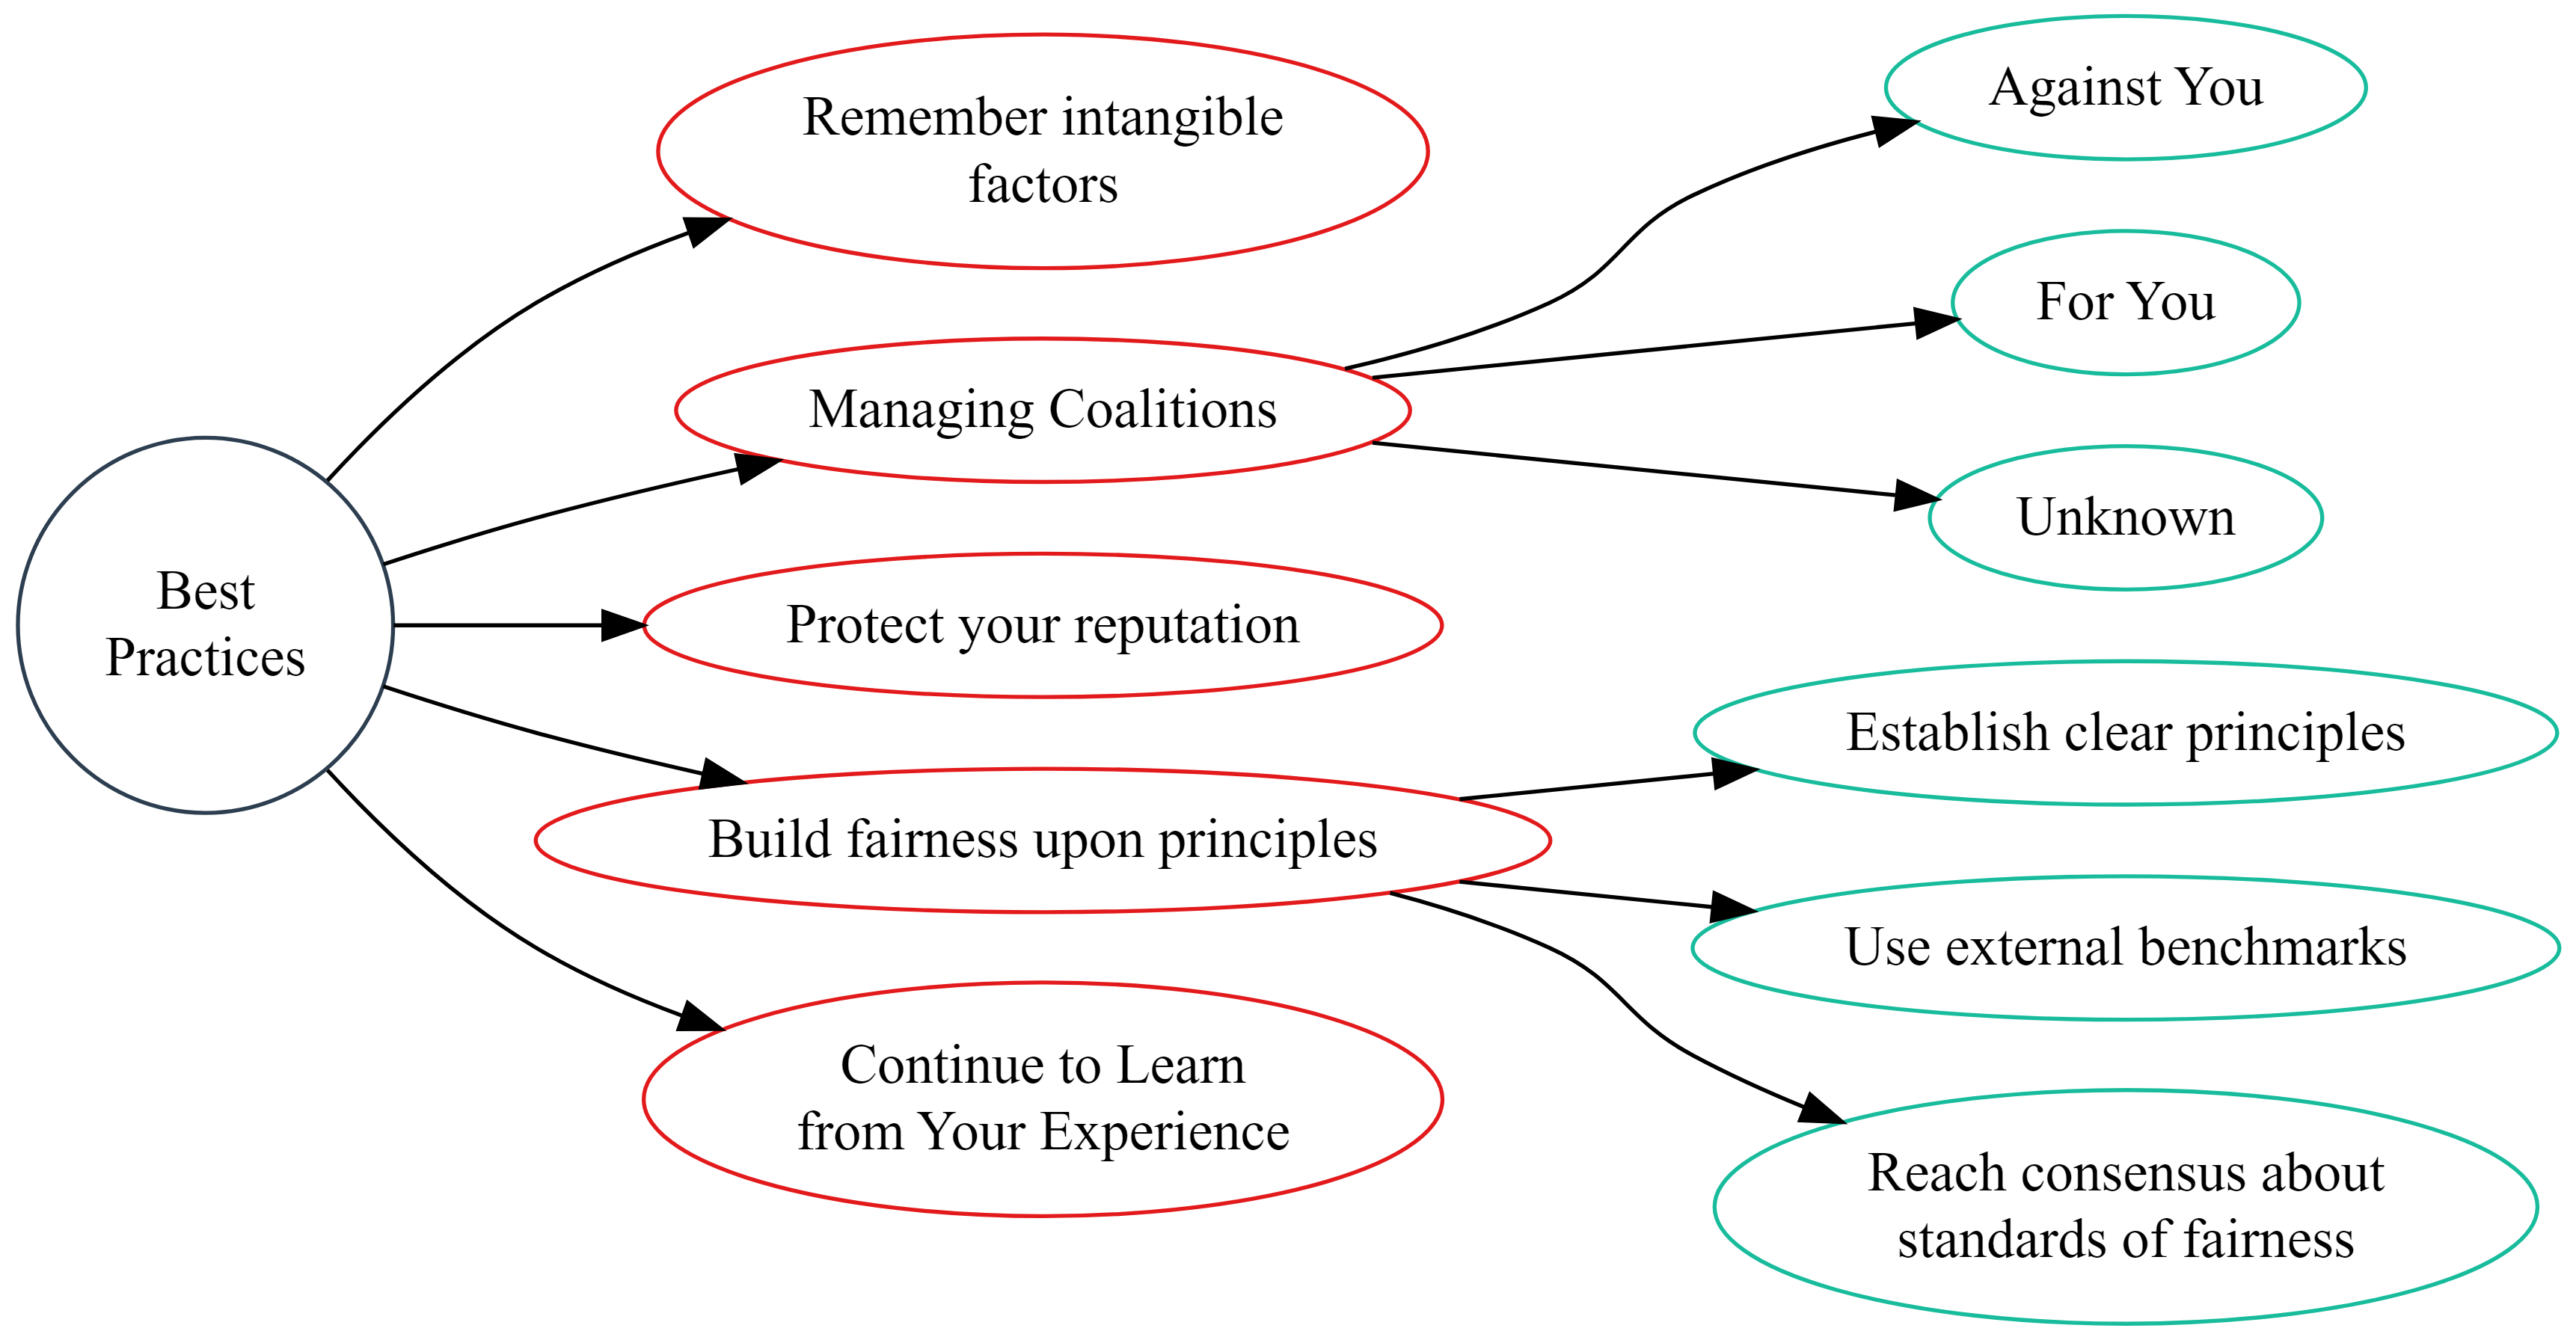 Best
Practices
Remember intangible
factors
Managing Coalitions
Against You
For You
Unknown
Protect your reputation
Build fairness upon principles
Establish clear principles
Use external benchmarks
Reach consensus about
standards of fairness
Continue to Learn
from Your Experience